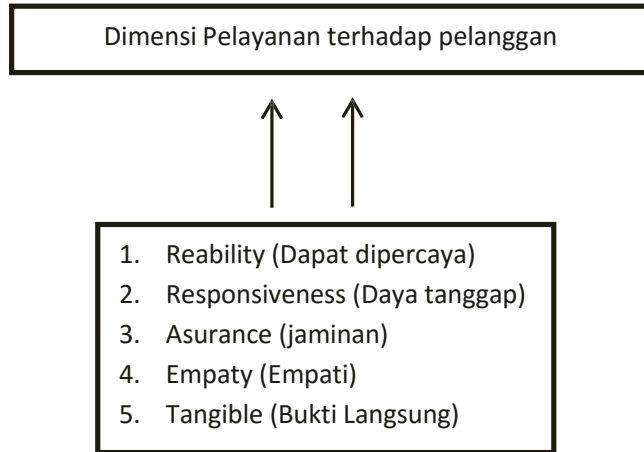 Dimensi Pelayanan terhadap pelanggan
1. Reability (Dapat dipercaya)
2. Responsiveness (Daya tanggap)
3. Asurance (jaminan)
4. Empaty (Empati)
5. Tangible (Bukti Langsung)